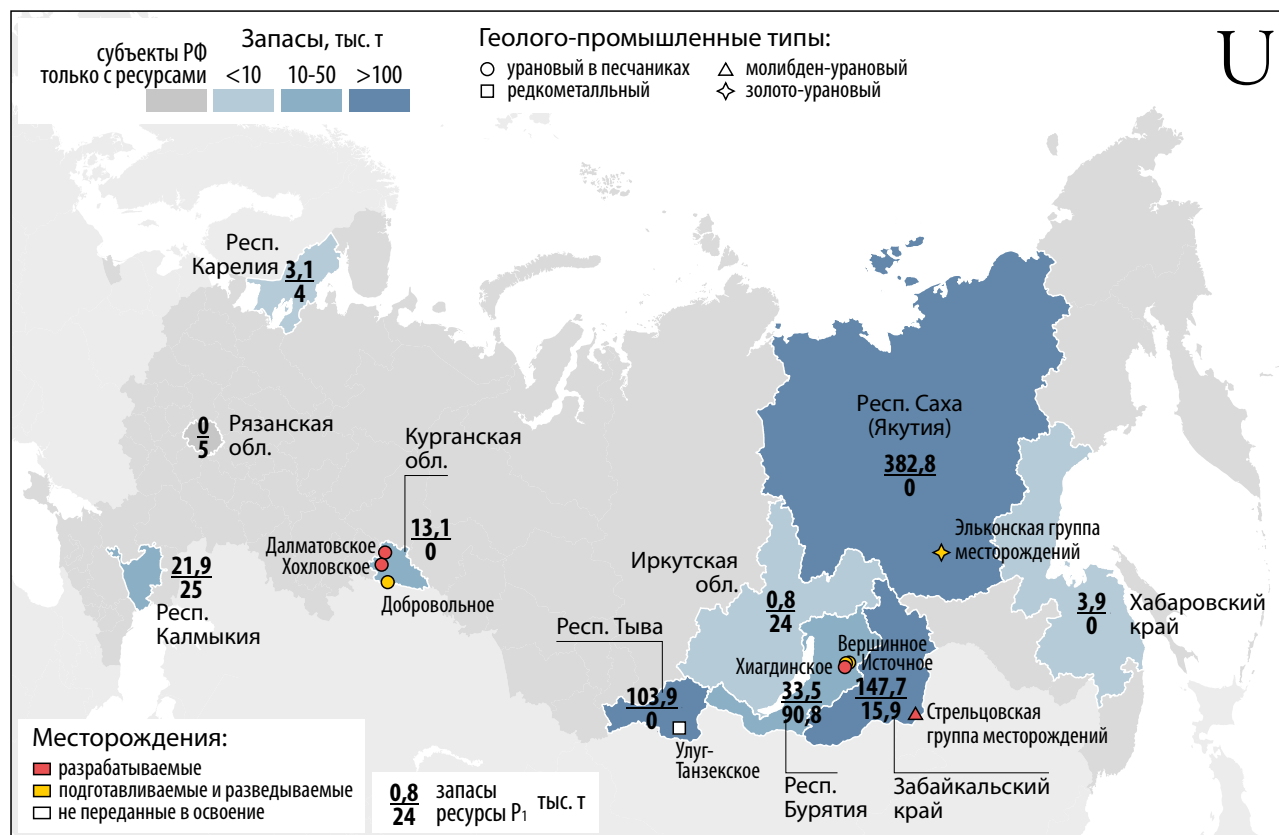 субъекты РФ
только с ресурсами
Запасы, тыс. т
<10 10-50 >100
Геолого-промышленные типы:
урановый в песчаниках
молибден-урановый
редкометалльный
золото-урановый
U
Респ.
Карелия
3,1
4
0
5
Рязанская
обл.
Курганская
обл.
13,1
0
Далматовское
Хохловское
Добровольное
21,9
25
Респ.
Калмыкия
Респ. Саха
(Якутия)
382,8
0
Эльконская группа
месторождений
Иркутская
обл.
0,8
24
3,9
0
Хабаровский
край
Респ. Тыва
103,9
0
Улуг-
Танзекское
Вершинное
Хиагдинское
Источное
33,5
90,8
147,7
15,9
Стрельцовская
группа месторождений
Респ.
Бурятия
Забайкальский
край
Месторождения:
разрабатываемые
подготавливаемые и разведываемые
не переданные в освоение
0,8
24
запасы
ресурсы P₁
тыс. т